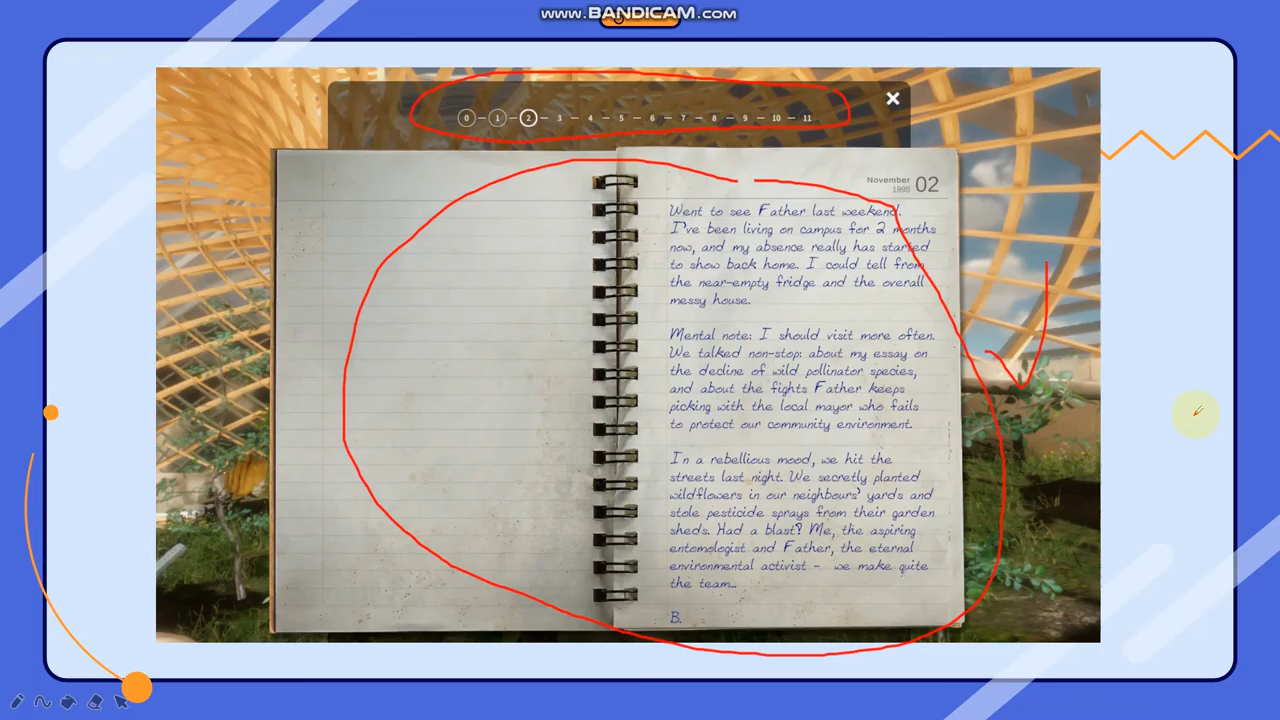 www.BANDICAM.com
0 1 2 3 4 5 6 7 8 9 10 11
November
1995
02
Went to see Father last weekend.
I've been living on campus for 2 months
now, and my absence really has started
to show back home. I could tell from
the near-empty fridge and the overall
messy house.
Mental note: I should visit more often.
We talked non-stop: about my essay on
the decline of wild pollinator species,
and about the fights Father keeps
picking with the local mayor who fails
to protect our community environment.
In a rebellious mood, we hit the
streets last night. We secretly planted
wildflowers in our neighbours' yards and
stole pesticide sprays from their garden
sheds. Had a blast? Me, the aspiring
entomologist and Father, the eternal
environmental activist - we make quite
the team...
B.